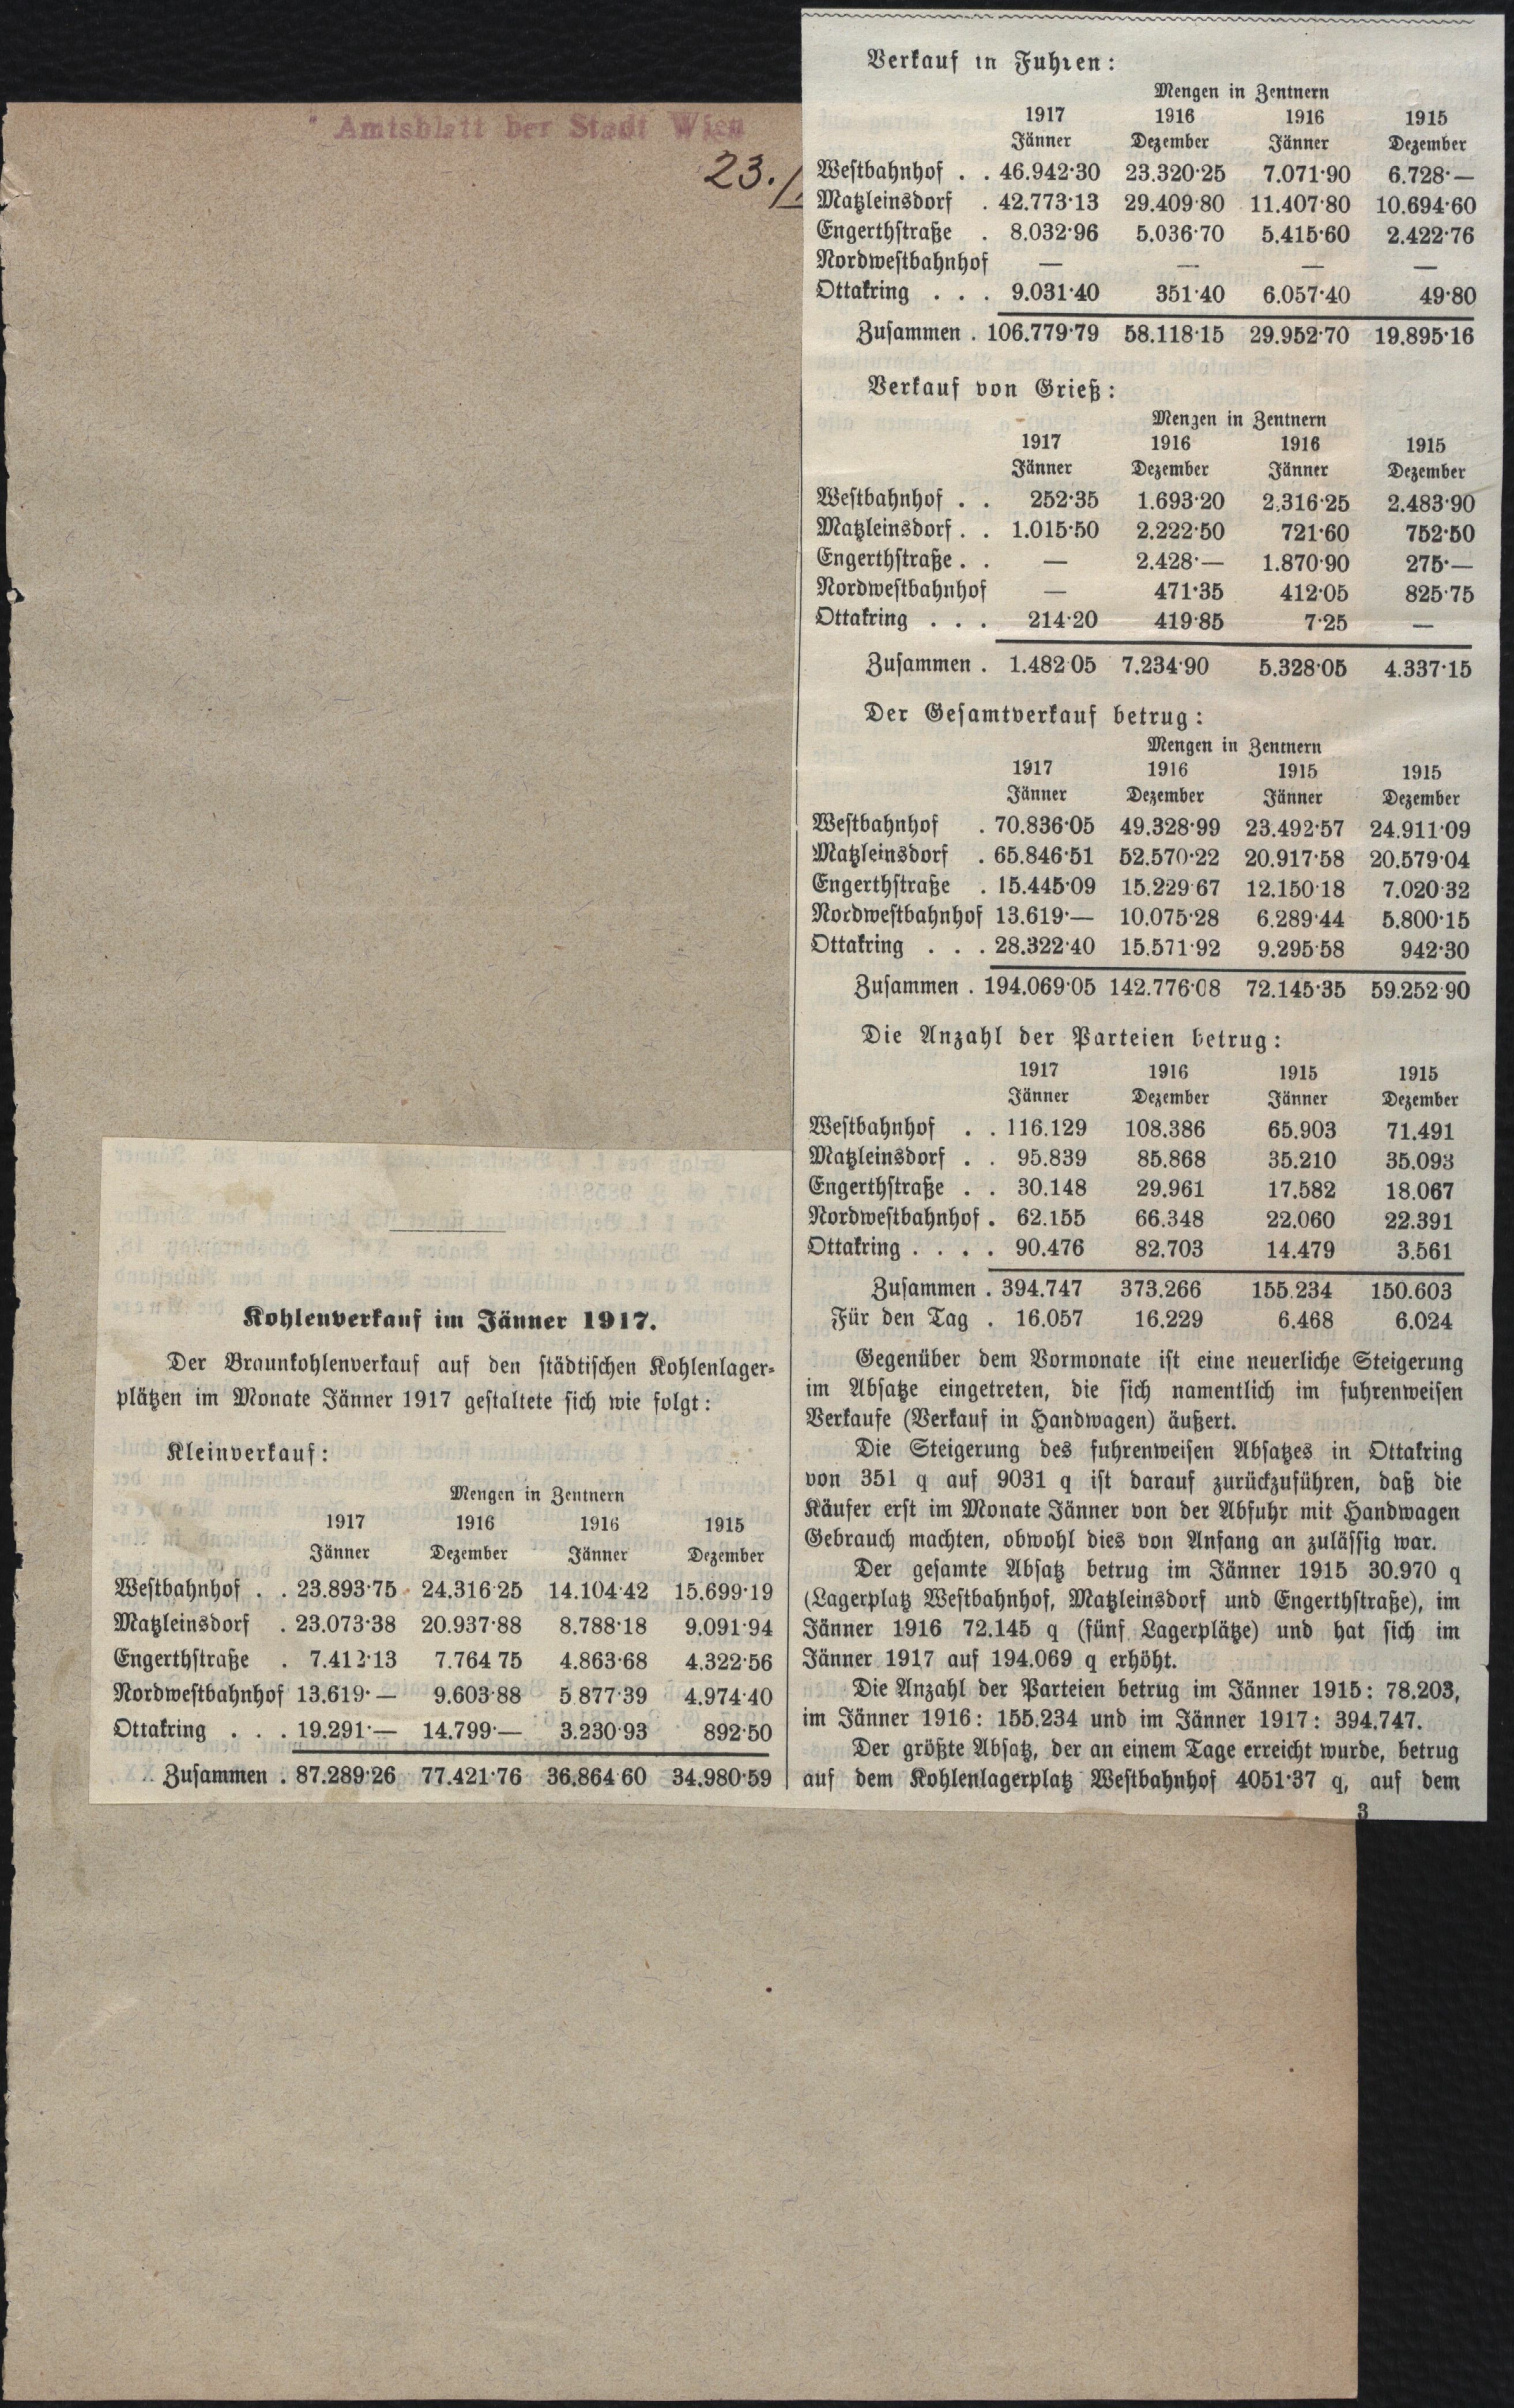 Amtsblatt der Stadt Wien
23./
Kohlenverkauf im Jänner 1917.
Der Braunkohlenverkauf auf den städtischen Kohlenlager-
plätzen im Monate Jänner 1917 gestaltete sich wie folgt:
Kleinverkauf:
Mengen in Zentnern
1917 1916 1916 1915
Jänner Dezember Jänner Dezember
Westbahnhof . . 23.893·75 24.316·25 14.104·42 15.699·19
Matzleinsdorf . 23.073·38 20.937·88 8.788·18 9.091·94
Engerthstraße . 7.412·13 7.764 75 4.863·68 4.322·56
Nordwestbahnhof 13.619·— 9.603·88 5 877·39 4.974·40
Ottakring . . . 19.291·— 14.799·— 3.230·93 892·50
Zusammen . 87.289·26 77.421·76 36.864 60 34.980·59
Verkauf in Fuhren:
Mengen in Zentnern
1917 1916 1916 1915
Jänner Dezember Jänner Dezember
Westbahnhof . . 46.942·30 23.320·25 7.071·90 6.728·—
Matzleinsdorf . 42.773·13 29.409·80 11.407·80 10.694·60
Engerthstraße . 8.032·96 5.036·70 5.415·60 2.422·76
Nordwestbahnhof — — — —
Ottakring . . . 9.031·40 351·40 6.057·40 49·80
Zusammen . 106.779·79 58.118·15 29.952·70 19.895·16
Verkauf von Grieß:
Mengen in Zentnern
1917 1916 1916 1915
Jänner Dezember Jänner Dezember
Westbahnhof . . 252·35 1.693·20 2.316·25 2.483·90
Matzleinsdorf . . 1.015·50 2.222·50 721·60 752·50
Engerthstraße . . — 2.428·— 1.870·90 275·—
Nordwestbahnhof — 471·35 412·05 825·75
Ottakring . . . 214·20 419·85 7·25 —
Zusammen . 1.482 05 7.234·90 5.328·05 4.337·15
Der Gesamtverkauf betrug:
Mengen in Zentnern
1917 1916 1915 1915
Jänner Dezember Jänner Dezember
Westbahnhof . 70.836·05 49.328·99 23.492·57 24.911·09
Matzleinsdorf . 65.846·51 52.570·22 20.917·58 20.579·04
Engerthstraße . 15.445·09 15.229 67 12.150·18 7.020·32
Nordwestbahnhof 13.619·— 10.075·28 6.289·44 5.800·15
Ottakring . . . 28.322·40 15.571·92 9.295·58 942·30
Zusammen . 194.069·05 142.776·08 72.145·35 59.252·90
Die Anzahl der Parteien betrug:
1917 1916 1915 1915
Jänner Dezember Jänner Dezember
Westbahnhof . . 116.129 108.386 65.903 71.491
Matzleinsdorf . . 95.839 85.868 35.210 35.093
Engerthstraße . . 30.148 29.961 17.582 18.067
Nordwestbahnhof . 62.155 66.348 22.060 22.391
Ottakring . . . . 90.476 82.703 14.479 3.561
Zusammen . 394.747 373.266 155.234 150.603
Für den Tag . 16.057 16.229 6.468 6.024
Gegenüber dem Vormonate ist eine neuerliche Steigerung
im Absatze eingetreten, die sich namentlich im fuhrenweisen
Verkaufe (Verkauf in Handwagen) äußert.
Die Steigerung des fuhrenweisen Absatzes in Ottakring
von 351 q auf 9031 q ist darauf zurückzuführen, daß die
Käufer erst im Monate Jänner von der Abfuhr mit Handwagen
Gebrauch machten, obwohl dies von Anfang an zulässig war.
Der gesamte Absatz betrug im Jänner 1915 30.970 q
(Lagerplatz Westbahnhof, Matzleinsdorf und Engerthstraße), im
Jänner 1916 72.145 q (fünf Lagerplätze) und hat sich im
Jänner 1917 auf 194.069 q erhöht.
Die Anzahl der Parteien betrug im Jänner 1915: 78.203,
im Jänner 1916: 155.234 und im Jänner 1917: 394.747.
Der größte Absatz, der an einem Tage erreicht wurde, betrug
auf dem Kohlenlagerplatz Westbahnhof 4051·37 q, auf dem
3